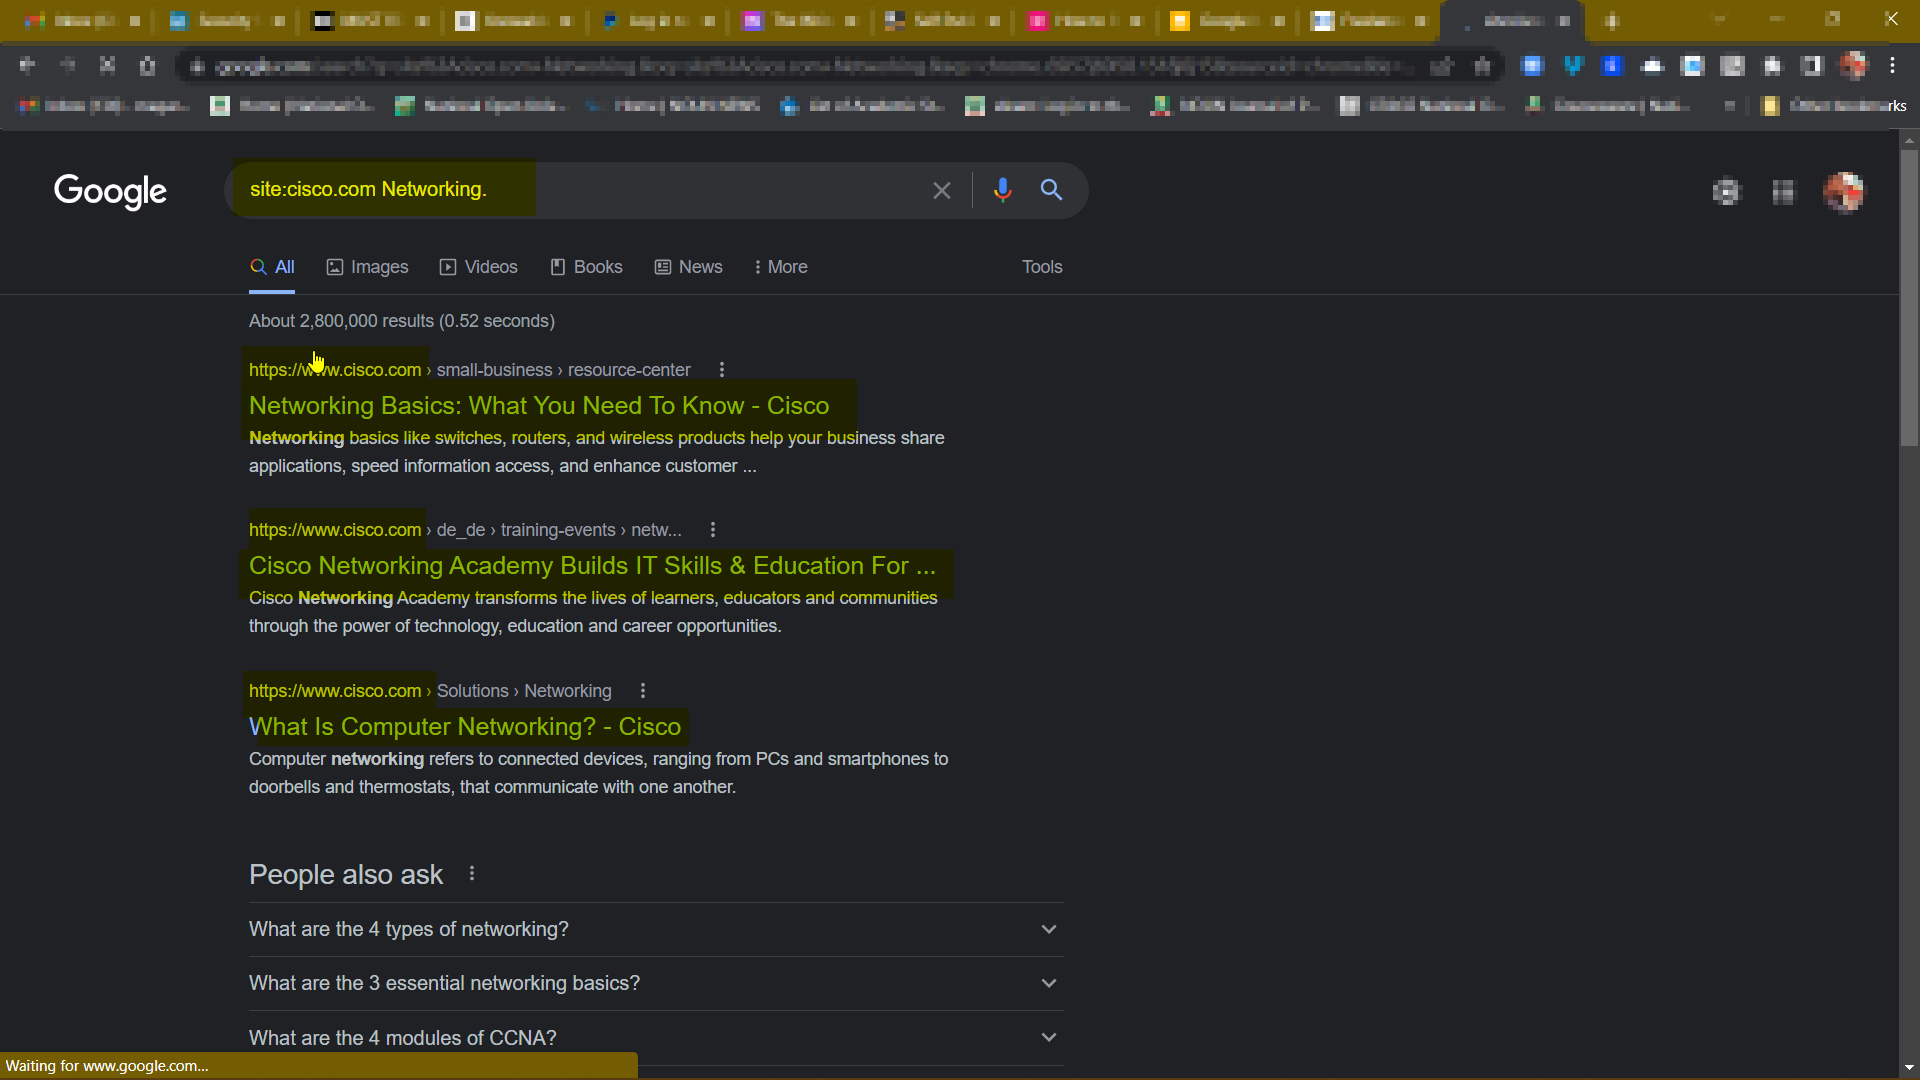 Google
site:cisco.com Networking.
All Images Videos Books News More Tools
About 2,800,000 results (0.52 seconds)
https://www.cisco.com › small-business › resource-center
Networking Basics: What You Need To Know - Cisco
Networking basics like switches, routers, and wireless products help your business share
applications, speed information access, and enhance customer ...
https://www.cisco.com › de_de › training-events › netw...
Cisco Networking Academy Builds IT Skills & Education For ...
Cisco Networking Academy transforms the lives of learners, educators and communities
through the power of technology, education and career opportunities.
https://www.cisco.com › Solutions › Networking
What Is Computer Networking? - Cisco
Computer networking refers to connected devices, ranging from PCs and smartphones to
doorbells and thermostats, that communicate with one another.
People also ask
What are the 4 types of networking?
What are the 3 essential networking basics?
What are the 4 modules of CCNA?
Waiting for www.google.com...